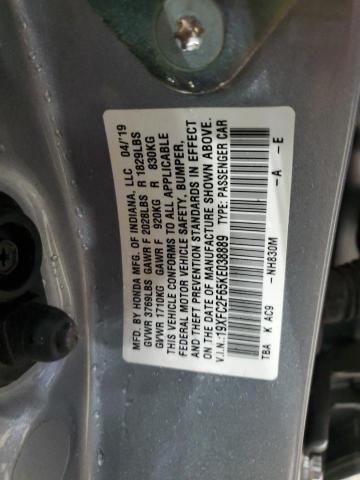 MFD. BY HONDA MFG. OF INDIANA, LLC 04/'19
GVWR 3769LBS GAWR F 2028LBS R 1829LBS
GVWR 1710KG GAWR F 920KG R 830KG
THIS VEHICLE CONFORMS TO ALL APPLICABLE
FEDERAL MOTOR VEHICLE SAFETY, BUMPER,
AND THEFT PREVENTION STANDARDS IN EFFECT
ON THE DATE OF MANUFACTURE SHOWN ABOVE.
V.I.N.:19XFC2F65KE038889 TYPE: PASSENGER CAR
-NH830M -A -E
TBA K AC9